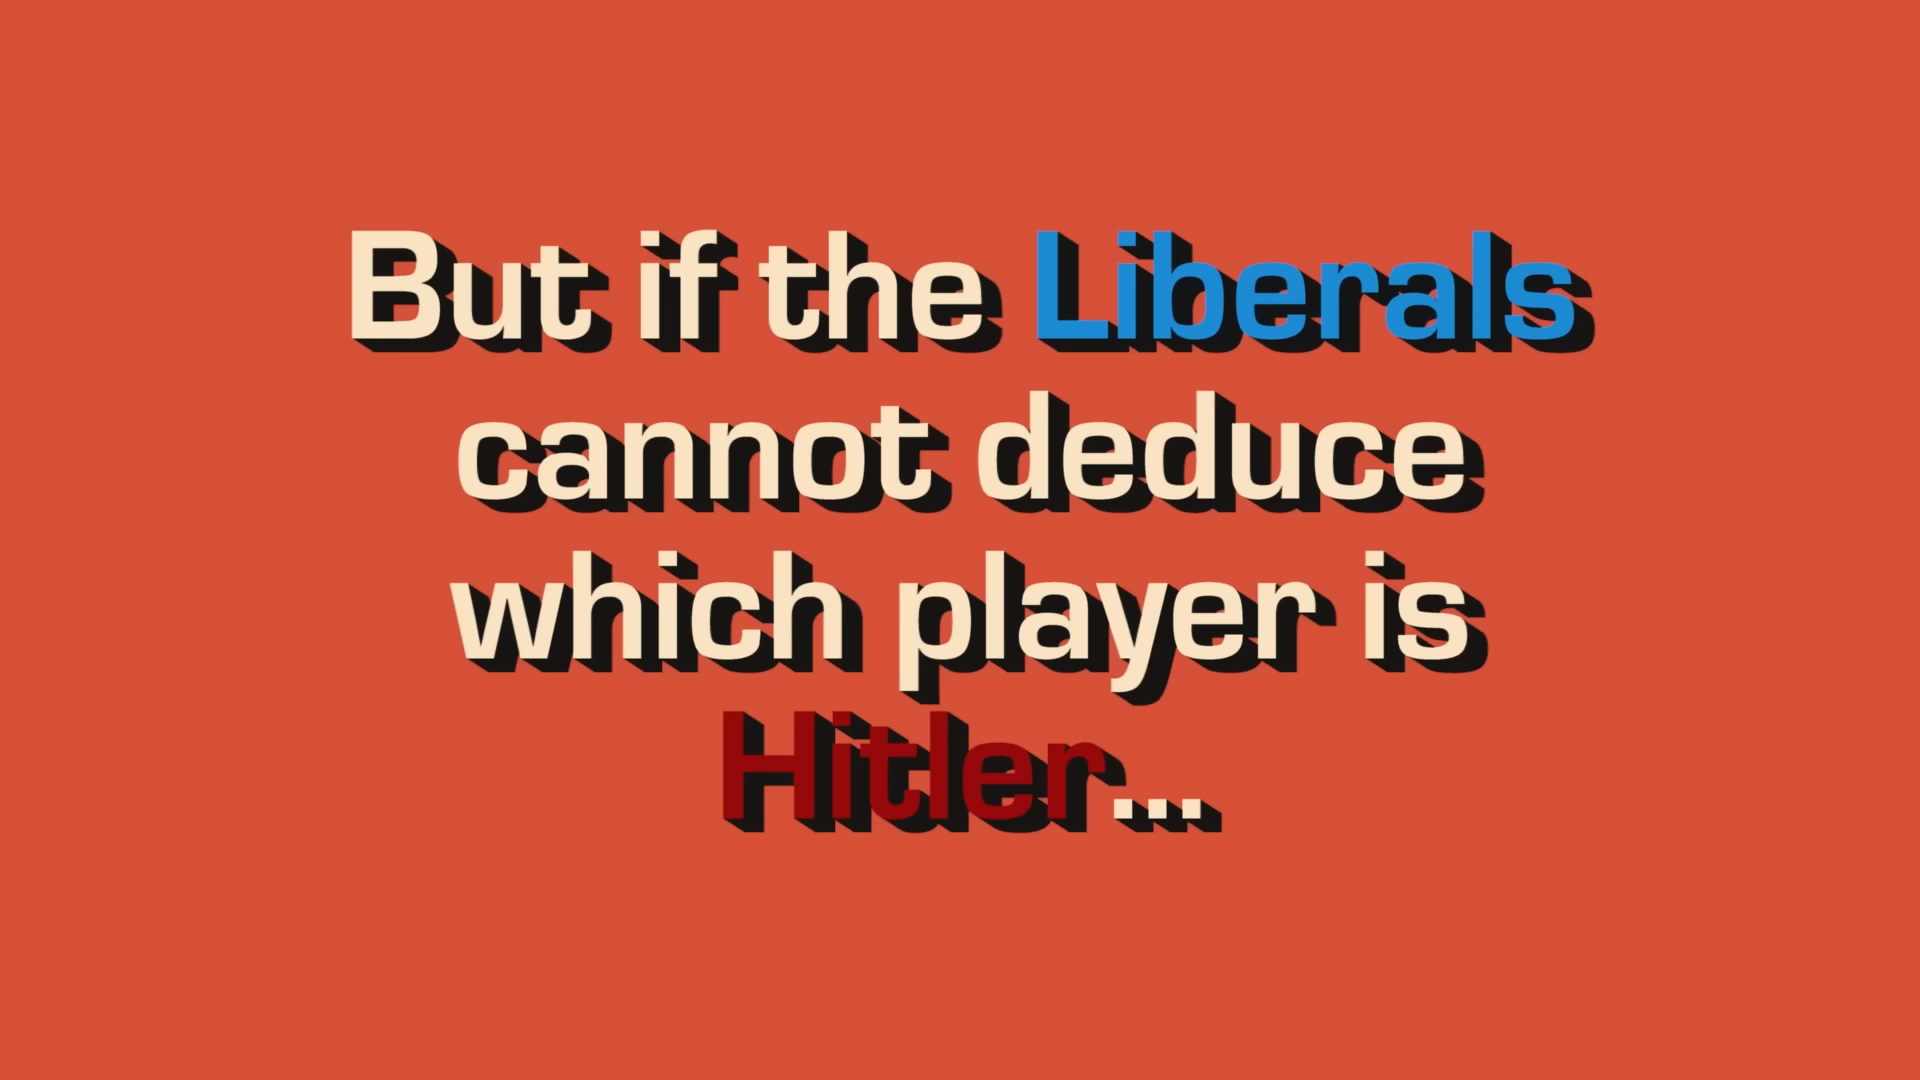 But if the Liberals
cannot deduce
which player is
Hitler...